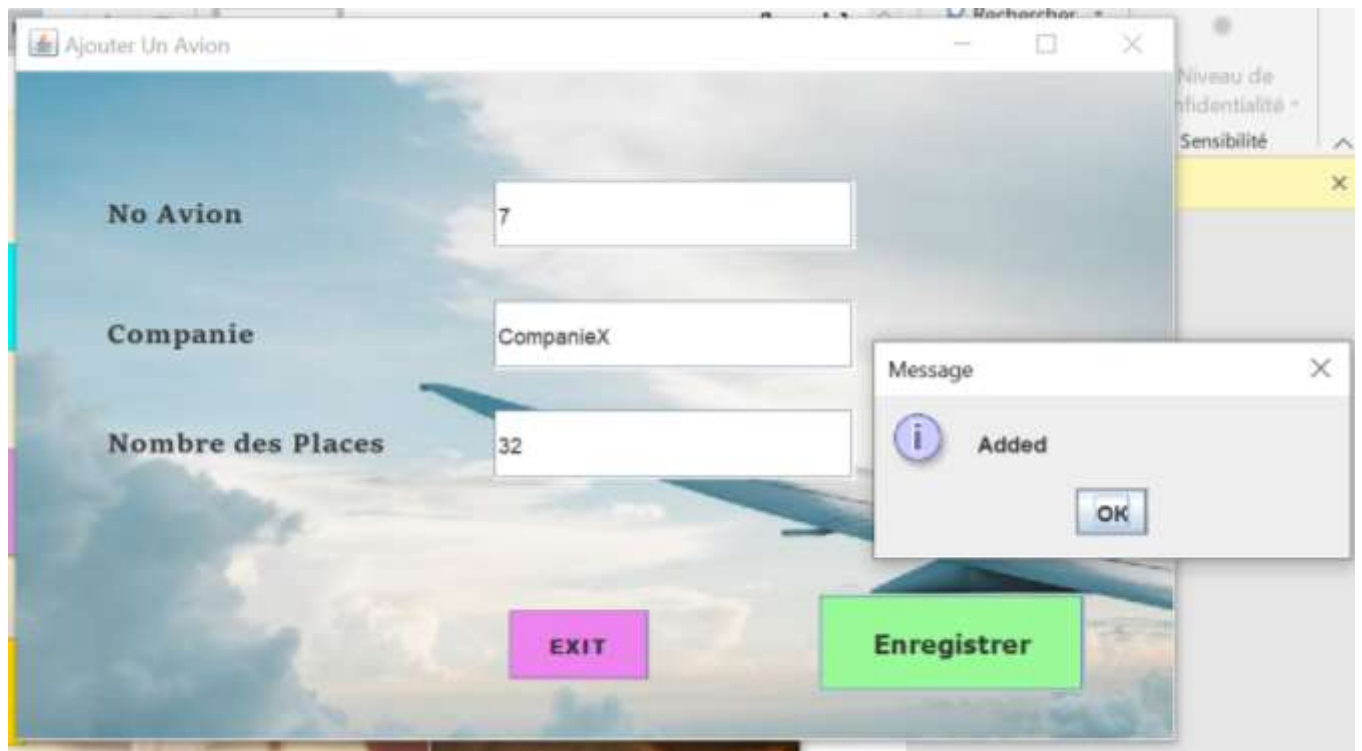 Rechercher
Ajouter Un Avion
Niveau de
Sensibilité
No Avion
7
Companie
CompanieX
Message
Added
Nombre des Places
32
OK
EXIT
Enregistrer